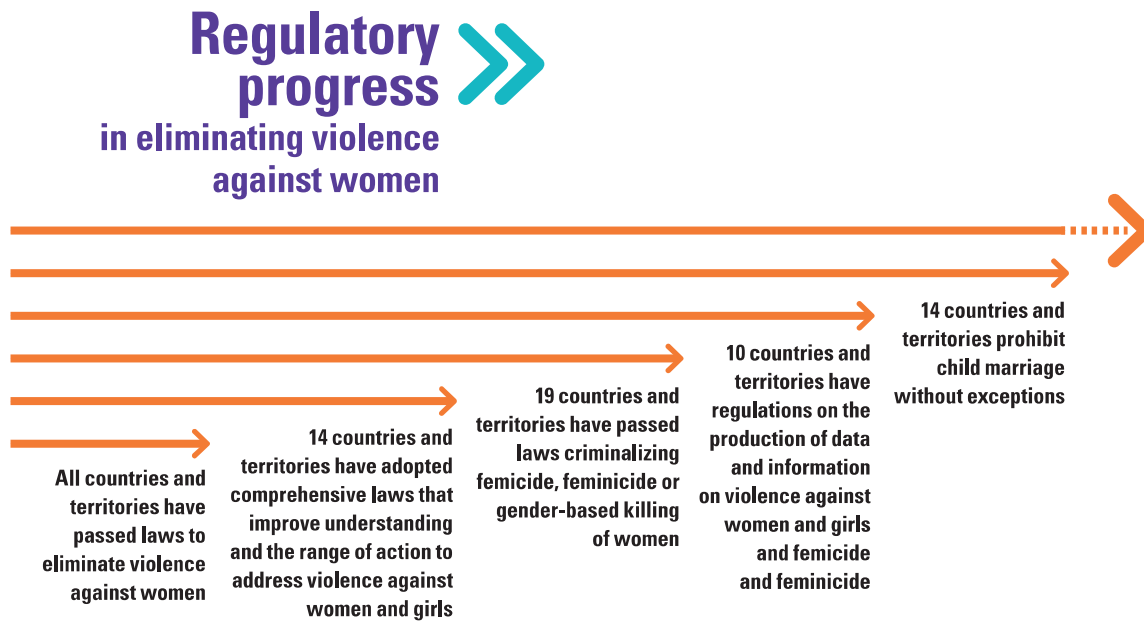 Regulatory
progress
in eliminating violence
against women
All countries and
territories have
passed laws to
eliminate violence
against women
14 countries and
territories have adopted
comprehensive laws that
improve understanding
and the range of action to
address violence against
women and girls
19 countries and
territories have passed
laws criminalizing
femicide, feminicide or
gender-based killing
of women
10 countries and
territories have
regulations on the
production of data
and information
on violence against
women and girls
and femicide
and feminicide
14 countries and
territories prohibit
child marriage
without exceptions